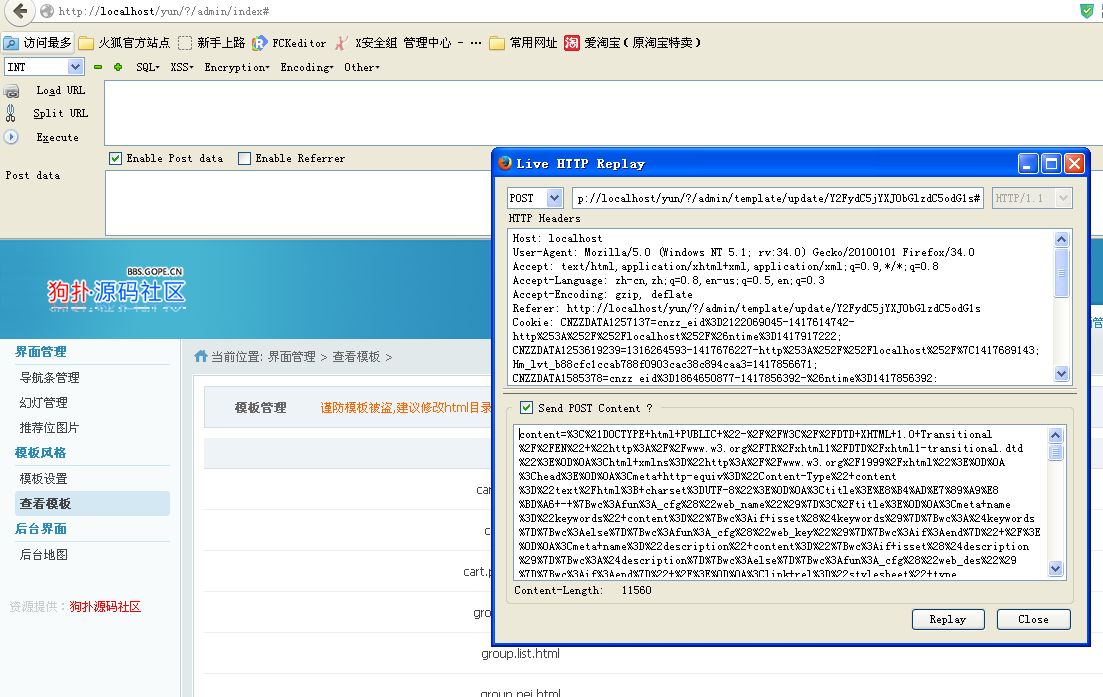 http://localhost/yun/?/admin/index#
访问最多 火狐官方站点 新手上路 FCKeditor X安全组 管理中心 - ... 常用网址 爱淘宝(原淘宝特卖)
INT SQL▾ XSS▾ Encryption▾ Encoding▾ Other▾
Load URL
Split URL
Execute
Enable Post data Enable Referrer
Post data
BBS.GOPE.CN
狗扑·源码社区
界面管理
导航条管理
幻灯管理
推荐位图片
模板风格
模板设置
查看模板
后台界面
后台地图
资源提供：狗扑源码社区
当前位置: 界面管理 > 查看模板 >
模板管理 谨防模板被盗,建议修改html目录
car
c
cart.p
gro
group.list.html
group.nei.html
管
Live HTTP Replay
POST p://localhost/yun/?/admin/template/update/Y2FydC5jYXJ0bGlzdC5odG1s# HTTP/1.1
HTTP Headers
Host: localhost
User-Agent: Mozilla/5.0 (Windows NT 5.1; rv:34.0) Gecko/20100101 Firefox/34.0
Accept: text/html,application/xhtml+xml,application/xml;q=0.9,*/*;q=0.8
Accept-Language: zh-cn,zh;q=0.8,en-us;q=0.5,en;q=0.3
Accept-Encoding: gzip, deflate
Referer: http://localhost/yun/?/admin/template/update/Y2FydC5jYXJ0bGlzdC5odG1s
Cookie: CNZZDATA1257137=cnzz_eid%3D2122069045-1417614742-
http%253A%252F%252Flocalhost%252F%26ntime%3D1417917222;
CNZZDATA1253619239=1316264593-1417676227-http%253A%252F%252Flocalhost%252F%7C1417689143;
Hm_lvt_b88cfc1ccab788f0903cac38c894caa3=1417856671;
CNZZDATA1585378=cnzz_eid%3D1864650877-1417856392-%26ntime%3D1417856392;
Send POST Content ?
content=%3C%21DOCTYPE+html+PUBLIC+%22-%2F%2FW3C%2F%2FDTD+XHTML+1.0+Transitional
%2F%2FEN%22+%22http%3A%2F%2Fwww.w3.org%2FTR%2Fxhtml1%2FDTD%2Fxhtml1-transitional.dtd
%22%3E%0D%0A%3Chtml+xmlns%3D%22http%3A%2F%2Fwww.w3.org%2F1999%2Fxhtml%22%3E%0D%0A
%3Chead%3E%0D%0A%3Cmeta+http-equiv%3D%22Content-Type%22+content
%3D%22text%2Fhtml%3B+charset%3DUTF-8%22%3E%0D%0A%3Ctitle%3E%E8%B4%AD%E7%89%A9%E8
%BD%A6+-+%7Bwc%3Afun%3A_cfg%28%22web_name%22%29%7D%3C%2Ftitle%3E%0D%0A%3Cmeta+name
%3D%22keywords%22+content%3D%22%7Bwc%3Aif+isset%28%24keywords%29%7D%7Bwc%3A%24keywords
%7D%7Bwc%3Aelse%7D%7Bwc%3Afun%3A_cfg%28%22web_key%22%29%7D%7Bwc%3Aif%3Aend%7D%22+%2F%3E
%0D%0A%3Cmeta+name%3D%22description%22+content%3D%22%7Bwc%3Aif+isset%28%24description
%29%7D%7Bwc%3A%24description%7D%7Bwc%3Aelse%7D%7Bwc%3Afun%3A_cfg%28%22web_des%22%29
%7D%7Bwc%3Aif%3Aend%7D%22+%2F%3E%0D%0A%3Clink+rel%3D%22stylesheet%22+type
Content-Length: 11560
Replay Close